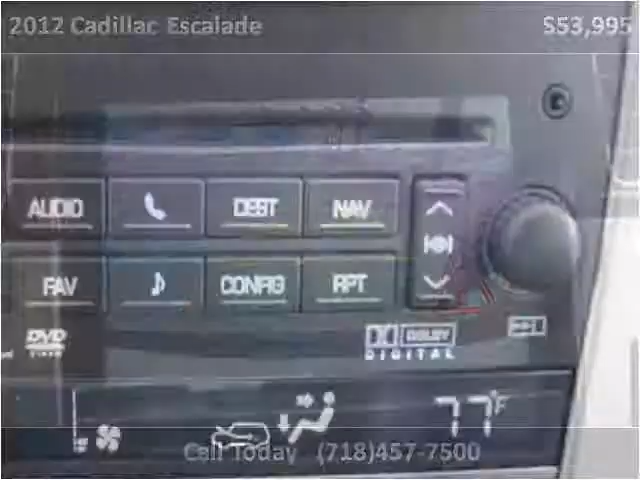 2012 Cadillac Escalade $53,995
AUDIO DEST NAV
FAV CONFIG RPT
DVD
VIDEO
DOLBY
DIGITAL
77°F
Call Today (718)457-7500